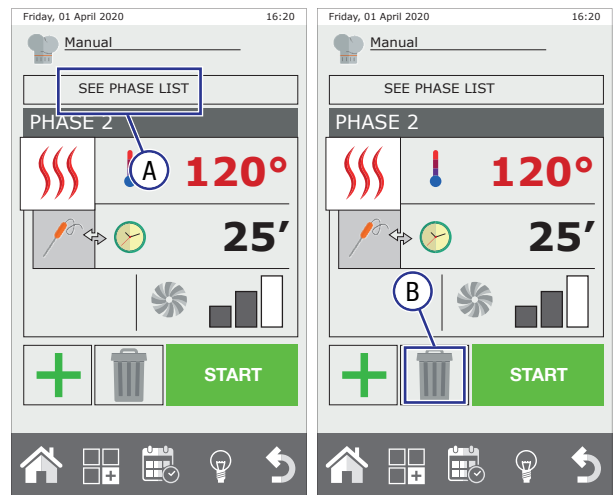 Friday, 01 April 2020 16:20
Manual
SEE PHASE LIST
PHASE 2
A
120°
25′
START
Friday, 01 April 2020 16:20
Manual
SEE PHASE LIST
PHASE 2
120°
25′
B
START